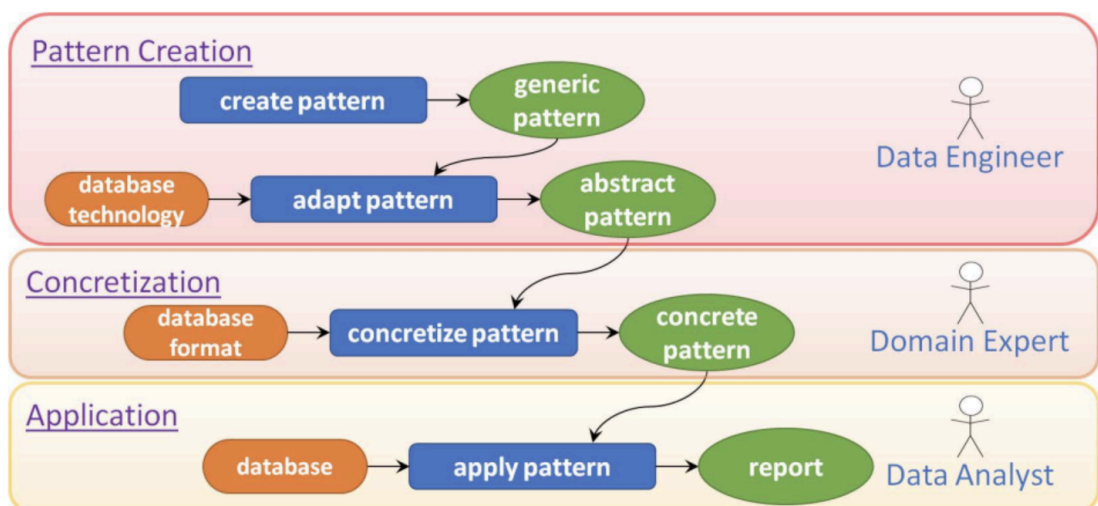 Pattern Creation
create pattern
generic
pattern
Data Engineer
database
technology
adapt pattern
abstract
pattern
Concretization
database
format
concretize pattern
concrete
pattern
Domain Expert
Application
database
apply pattern
report
Data Analyst